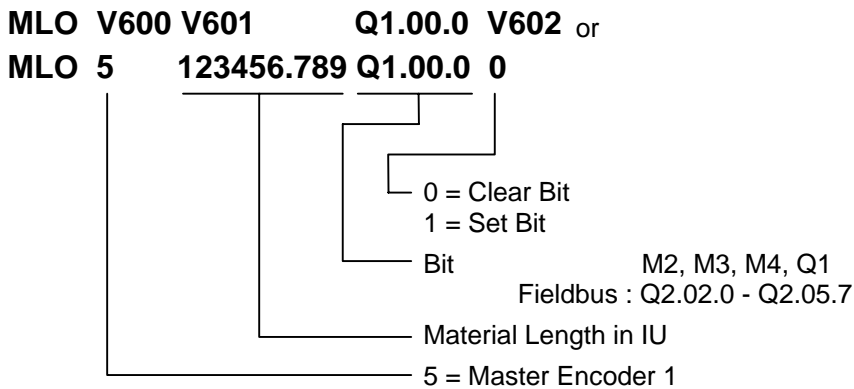 MLO V600 V601 Q1.00.0 V602 or
MLO 5 123456.789 Q1.00.0 0
0 = Clear Bit
1 = Set Bit
Bit M2, M3, M4, Q1
Fieldbus : Q2.02.0 - Q2.05.7
Material Length in IU
5 = Master Encoder 1